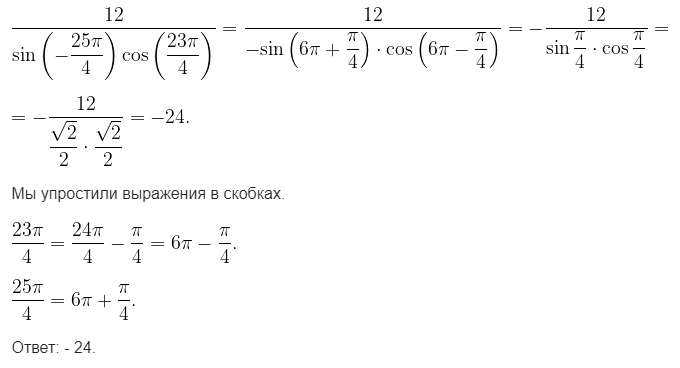 \frac{12}{\sin\left(-\frac{25\pi}{4}\right)\cos\left(\frac{23\pi}{4}\right)} = \frac{12}{-\sin\left(6\pi+\frac{\pi}{4}\right)\cdot\cos\left(6\pi-\frac{\pi}{4}\right)} = -\frac{12}{\sin\frac{\pi}{4}\cdot\cos\frac{\pi}{4}} =
= -\frac{12}{\frac{\sqrt{2}}{2}\cdot\frac{\sqrt{2}}{2}} = -24.
Мы упростили выражения в скобках.
\frac{23\pi}{4} = \frac{24\pi}{4} - \frac{\pi}{4} = 6\pi - \frac{\pi}{4}.
\frac{25\pi}{4} = 6\pi + \frac{\pi}{4}.
Ответ: - 24.